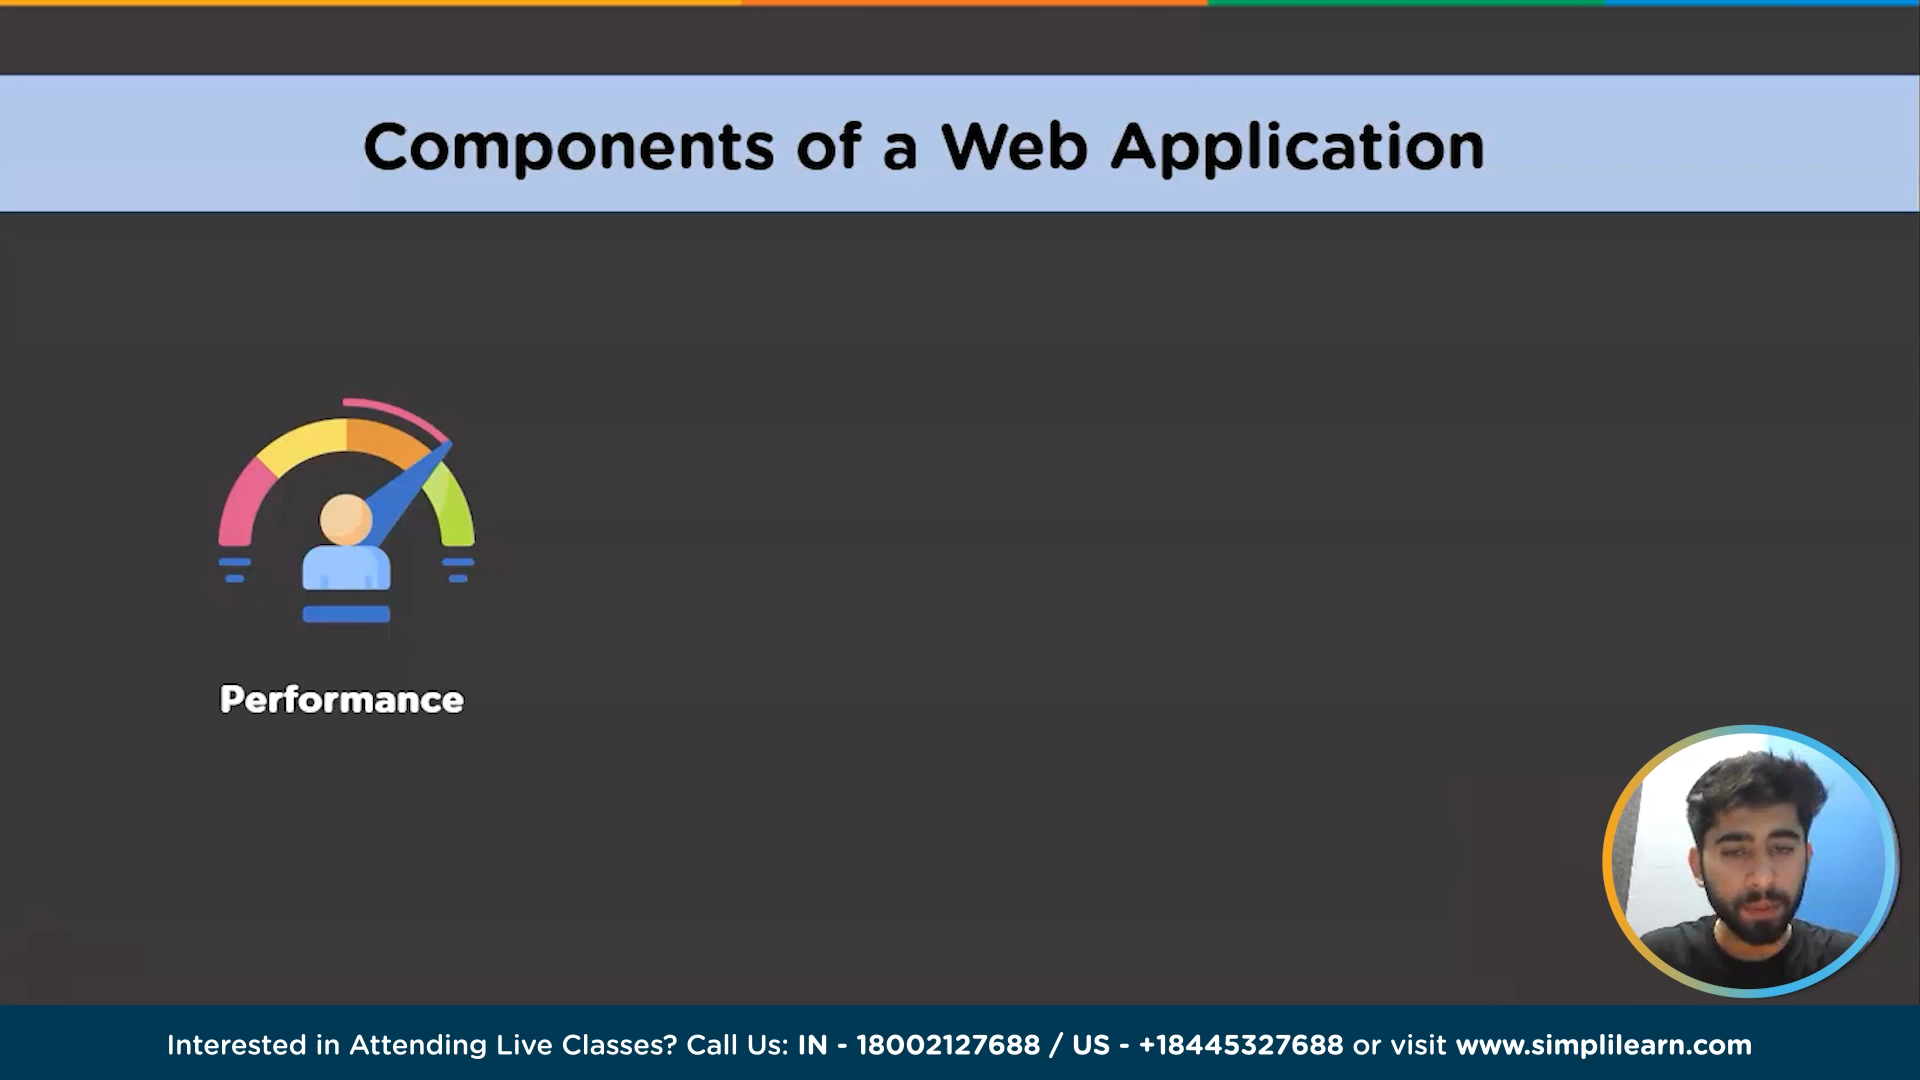 Components of a Web Application
Performance
Interested in Attending Live Classes? Call Us: IN - 18002127688 / US - +18445327688 or visit www.simplilearn.com